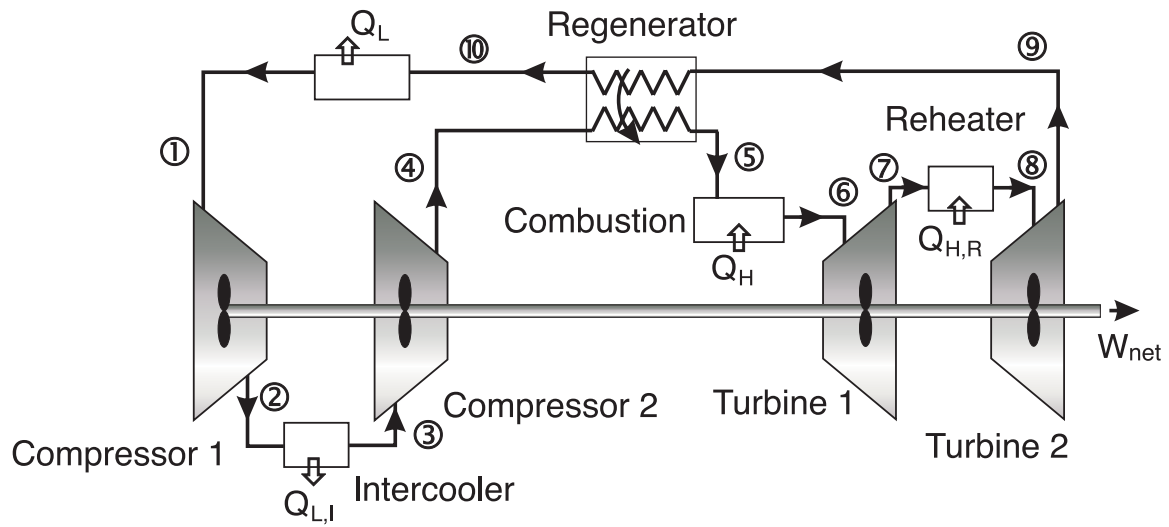 Q_L
⑩
Regenerator
⑨
①
④
⑤
Reheater
⑦
⑧
⑥
Combustion
Q_H
Q_H,R
W_net
②
③
Compressor 2
Turbine 1
Turbine 2
Compressor 1
Intercooler
Q_L,I